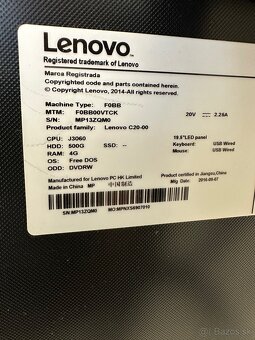 Lenovo
Registered trademark of Lenovo
Marca Registrada
Copyrighted code and parts contained herein.
© Copyright Lenovo, 2014-All rights reserved.
Machine Type: F0BB
MTM: F0BB00VTCK 20V 2.25A
S/N: MP13ZQM0
Product family: Lenovo C20-00
CPU: J3060 19.5"LED panel
HDD: 500G SSD: -- Keyboard: USB Wired
RAM: 4G Mouse: USB Wired
OS: Free DOS
ODD: DVDRW
Manufactured for Lenovo PC HK Limited Product certified in Jiangsu,China
Made in China MP 中国制造 Mfg. Date:
SN:MP13ZQM0 MO:MPNXS6907010
bazos.sk